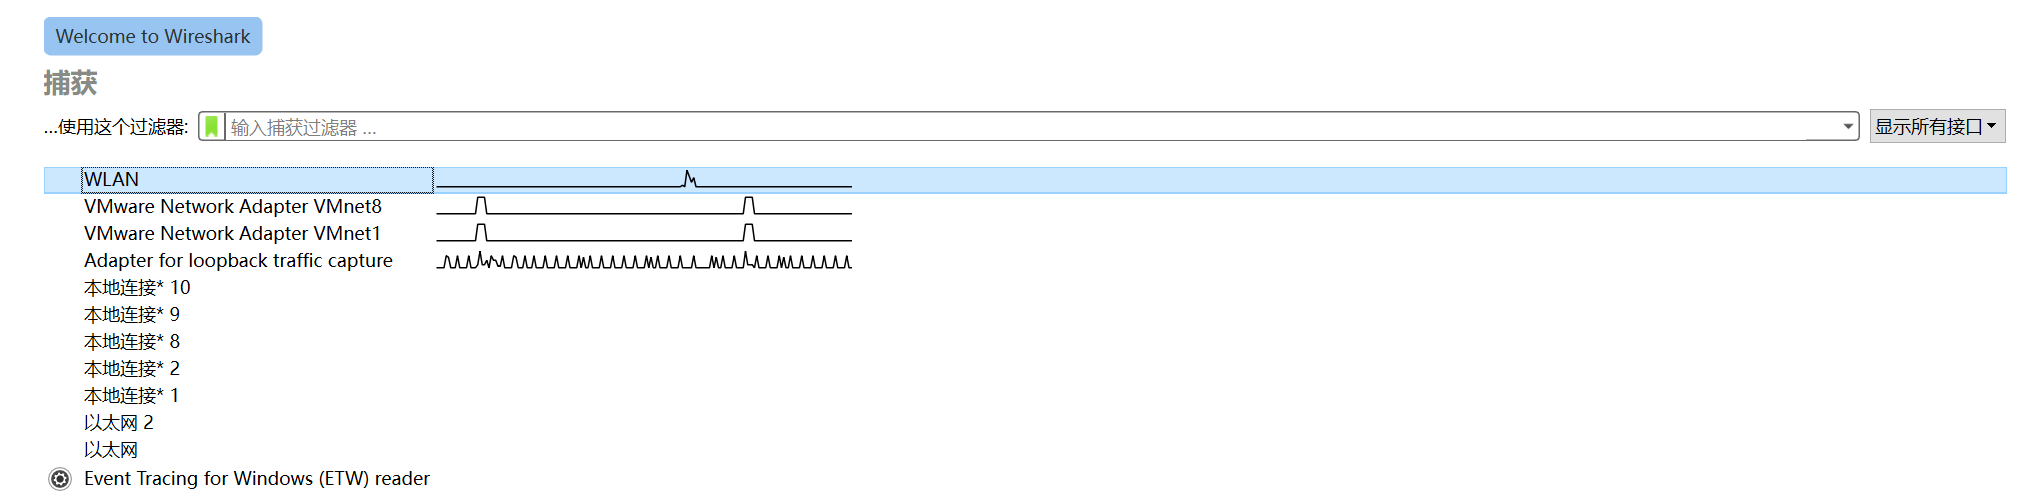 Welcome to Wireshark
捕获
...使用这个过滤器: 输入捕获过滤器 ... 显示所有接口
WLAN
VMware Network Adapter VMnet8
VMware Network Adapter VMnet1
Adapter for loopback traffic capture
本地连接* 10
本地连接* 9
本地连接* 8
本地连接* 2
本地连接* 1
以太网 2
以太网
Event Tracing for Windows (ETW) reader